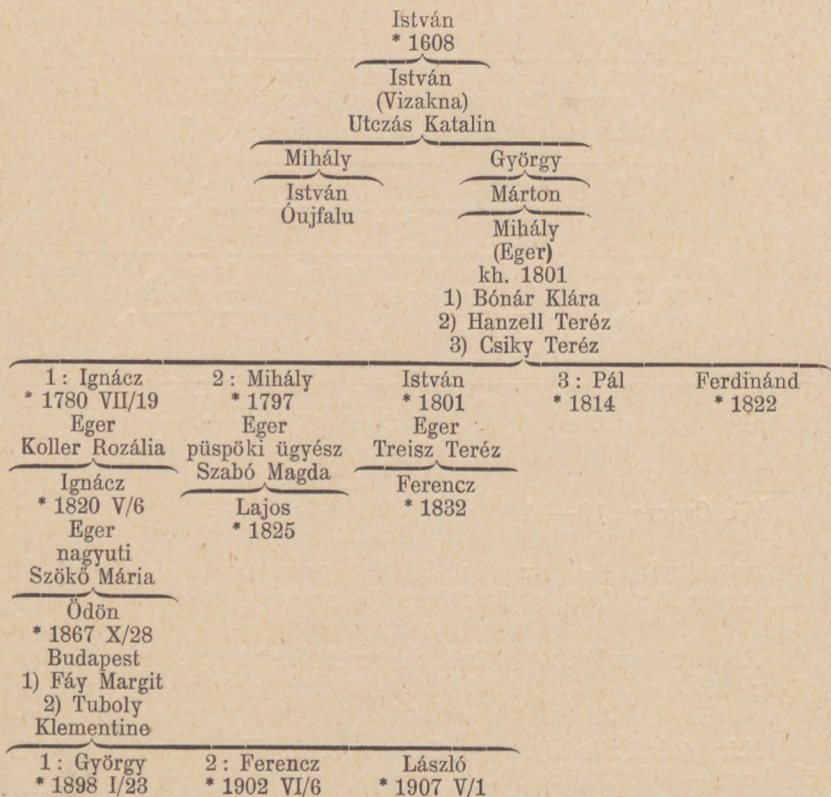 István
* 1608
István
(Vizakna)
Utczás Katalin
Mihály György
István Márton
Óujfalu
Mihály
(Eger)
kh. 1801
1) Bónár Klára
2) Hanzell Teréz
3) Csiky Teréz
1 : Ignácz 2 : Mihály István 3 : Pál Ferdinánd
* 1780 VII/19 * 1797 * 1801 * 1814 * 1822
Eger Eger Eger
Koller Rozália püspöki ügyész Treisz Teréz
Szabó Magda
Ignácz Ferencz
* 1820 V/6 Lajos * 1832
Eger * 1825
nagyuti
Szökő Mária
Ödön
* 1867 X/28
Budapest
1) Fáy Margit
2) Tuboly
Klementine
1 : György 2 : Ferencz László
* 1898 I/23 * 1902 VI/6 * 1907 V/1